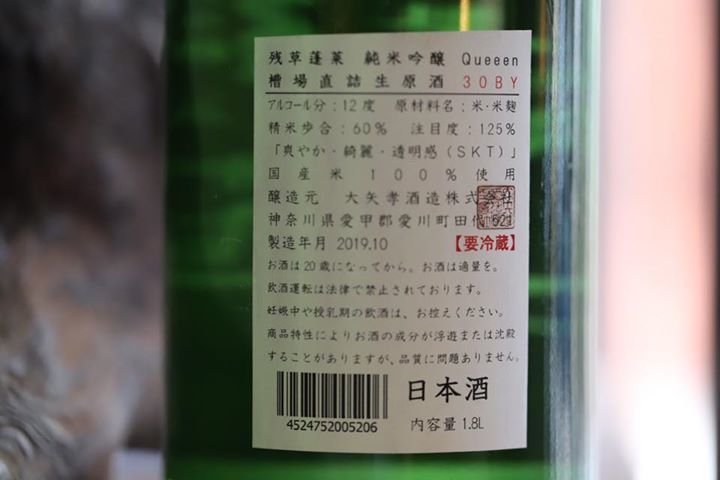 残草蓬莱 純米吟醸 Queeen
槽場直詰生原酒 30BY
アルコール分：12度 原材料名：米・米麹
精米歩合：60% 注目度：125%
「爽やか・綺麗・透明感（SKT）」
国産米100%使用
醸造元 大矢孝酒造株式会社
神奈川県愛甲郡愛川町田代521
製造年月 2019.10 【要冷蔵】
お酒は20歳になってから。お酒は適量を。
飲酒運転は法律で禁止されております。
妊娠中や授乳期の飲酒は、お控えください。
商品特性によりお酒の成分が浮遊または沈殿
することがありますが、品質に問題ありません。
日本酒
4524752005206 内容量 1.8L